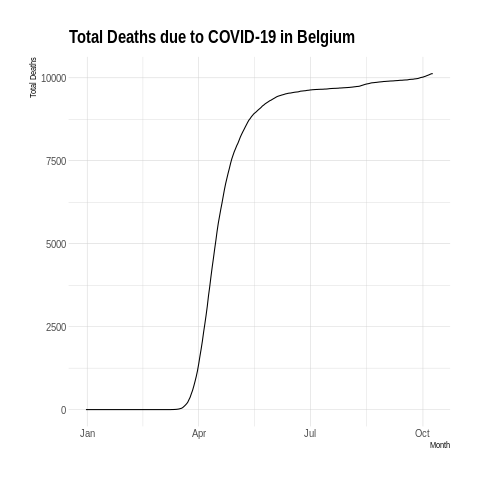 Total Deaths due to COVID-19 in Belgium
Total Deaths
10000
7500
5000
2500
0
Jan Apr Jul Oct
Month